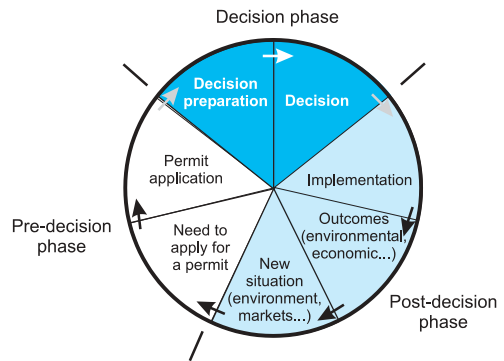 Decision phase
Decision
preparation
Decision
Permit
application
Implementation
Pre-decision
phase
Need to
apply for
a permit
Outcomes
(environmental,
economic...)
New
situation
(environment,
markets...)
Post-decision
phase